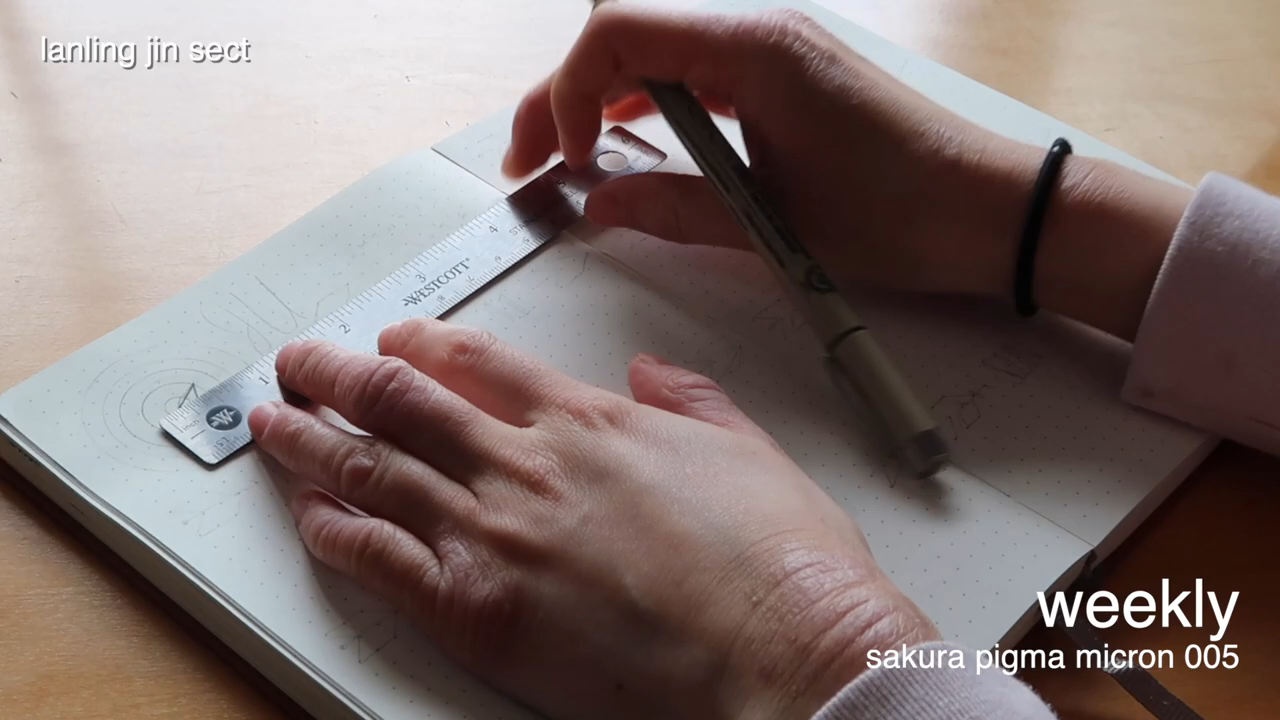 lanling jin sect
4
3
WESTCOTT
2
1
W
weekly
sakura pigma micron 005